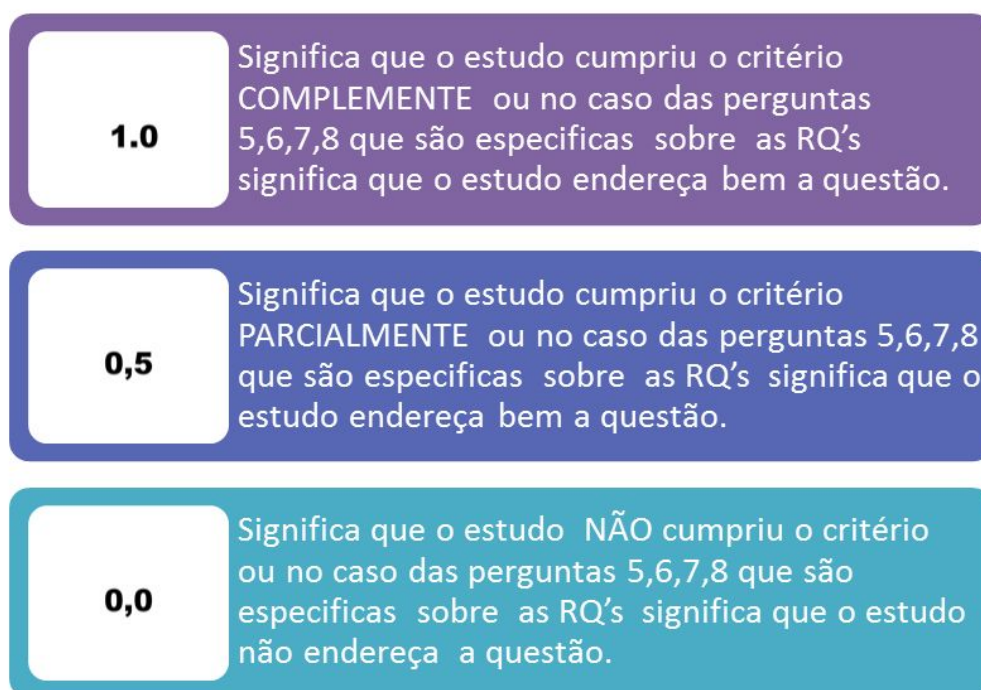 1.0
Significa que o estudo cumpriu o critério
COMPLEMENTE ou no caso das perguntas
5,6,7,8 que são especificas sobre as RQ's
significa que o estudo endereça bem a questão.
0,5
Significa que o estudo cumpriu o critério
PARCIALMENTE ou no caso das perguntas 5,6,7,8
que são especificas sobre as RQ's significa que o
estudo endereça bem a questão.
0,0
Significa que o estudo NÃO cumpriu o critério
ou no caso das perguntas 5,6,7,8 que são
especificas sobre as RQ's significa que o estudo
não endereça a questão.